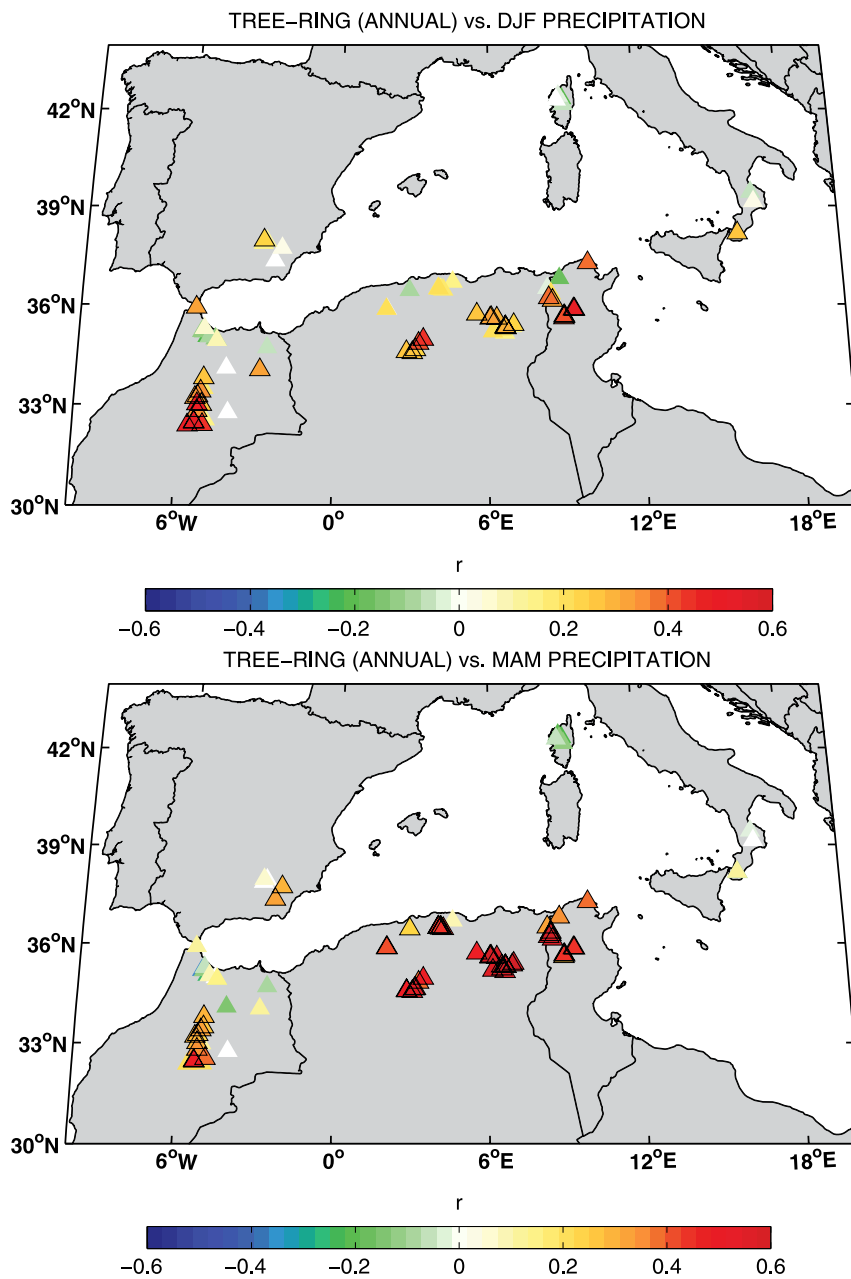 TREE−RING (ANNUAL) vs. DJF PRECIPITATION
42°N
39°N
36°N
33°N
30°N
6°W 0° 6°E 12°E 18°E
r
−0.6 −0.4 −0.2 0 0.2 0.4 0.6
TREE−RING (ANNUAL) vs. MAM PRECIPITATION
42°N
39°N
36°N
33°N
30°N
6°W 0° 6°E 12°E 18°E
r
−0.6 −0.4 −0.2 0 0.2 0.4 0.6